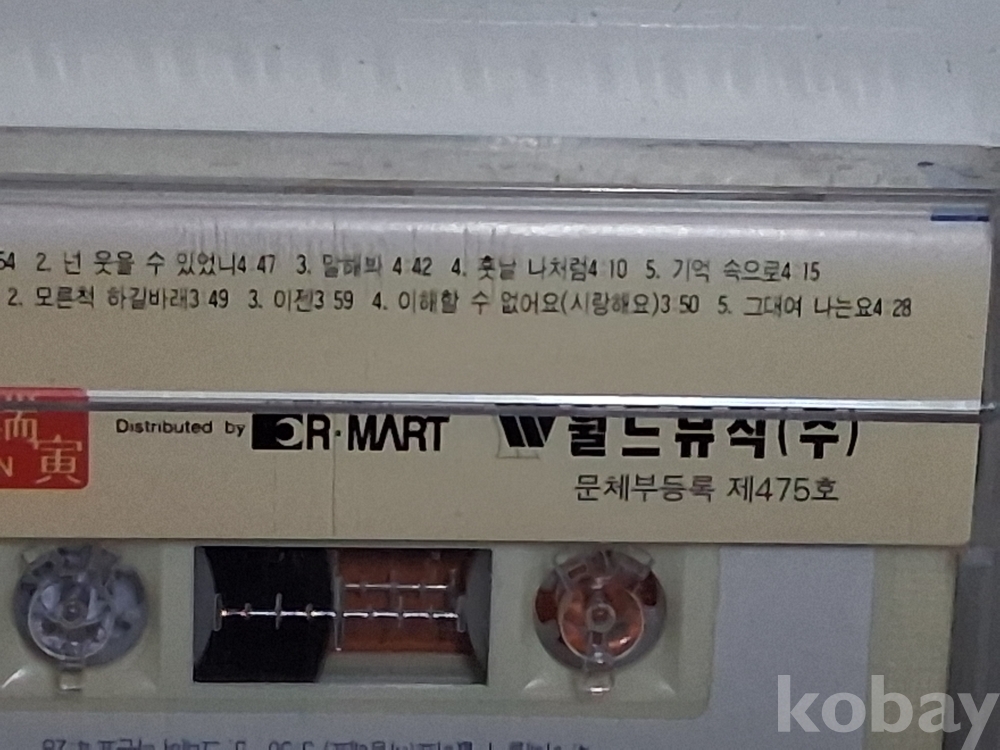 54 2. 넌 웃을 수 있었니4 47 3. 말해봐 4 42 4. 훗날 나처럼4 10 5. 기억 속으로4 15
2. 모른척 하길바래3 49 3. 이젠3 59 4. 이해할 수 없어요(사랑해요)3 50 5. 그대여 나는요4 28
瑞
N 寅
Distributed by R·MART 월드뮤직(주)
문체부등록 제475호
kobay